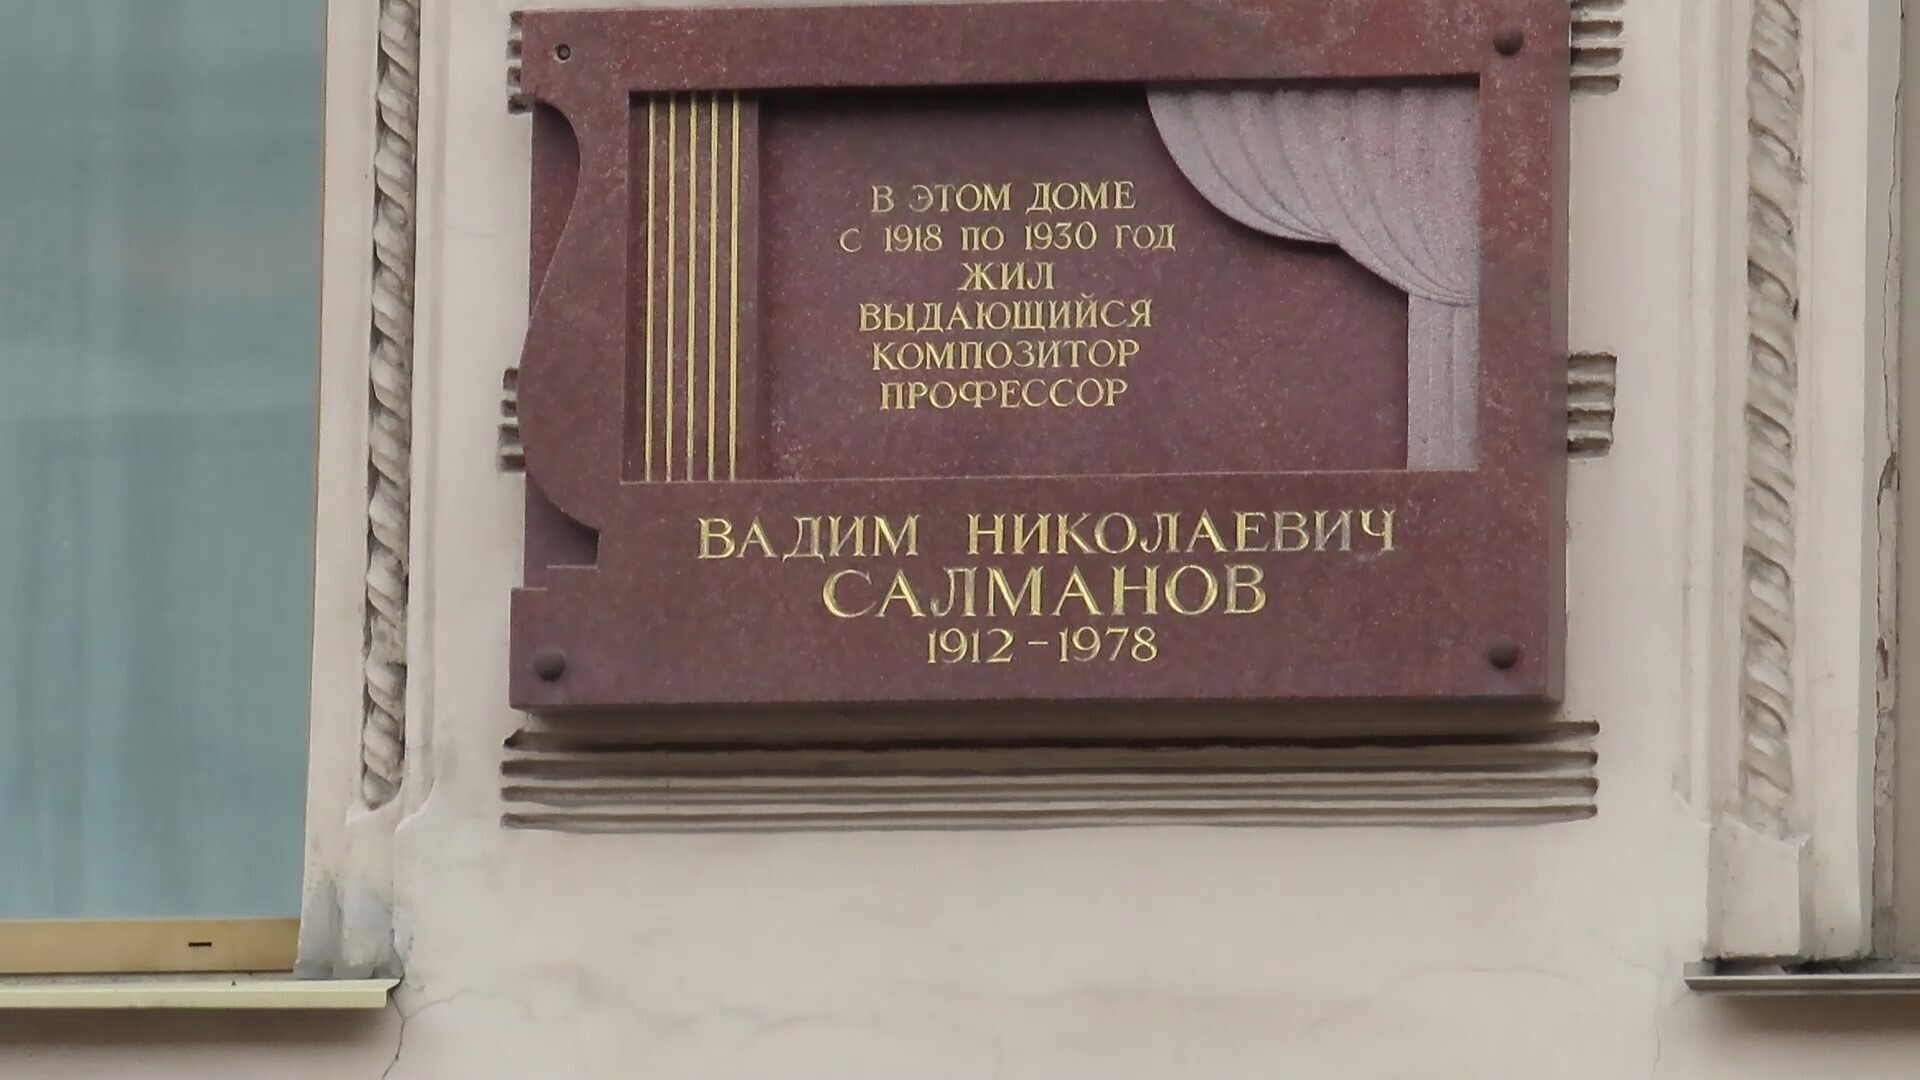 В ЭТОМ ДОМЕ
С 1918 ПО 1930 ГОД
ЖИЛ
ВЫДАЮЩИЙСЯ
КОМПОЗИТОР
ПРОФЕССОР
ВАДИМ НИКОЛАЕВИЧ
САЛМАНОВ
1912 – 1978